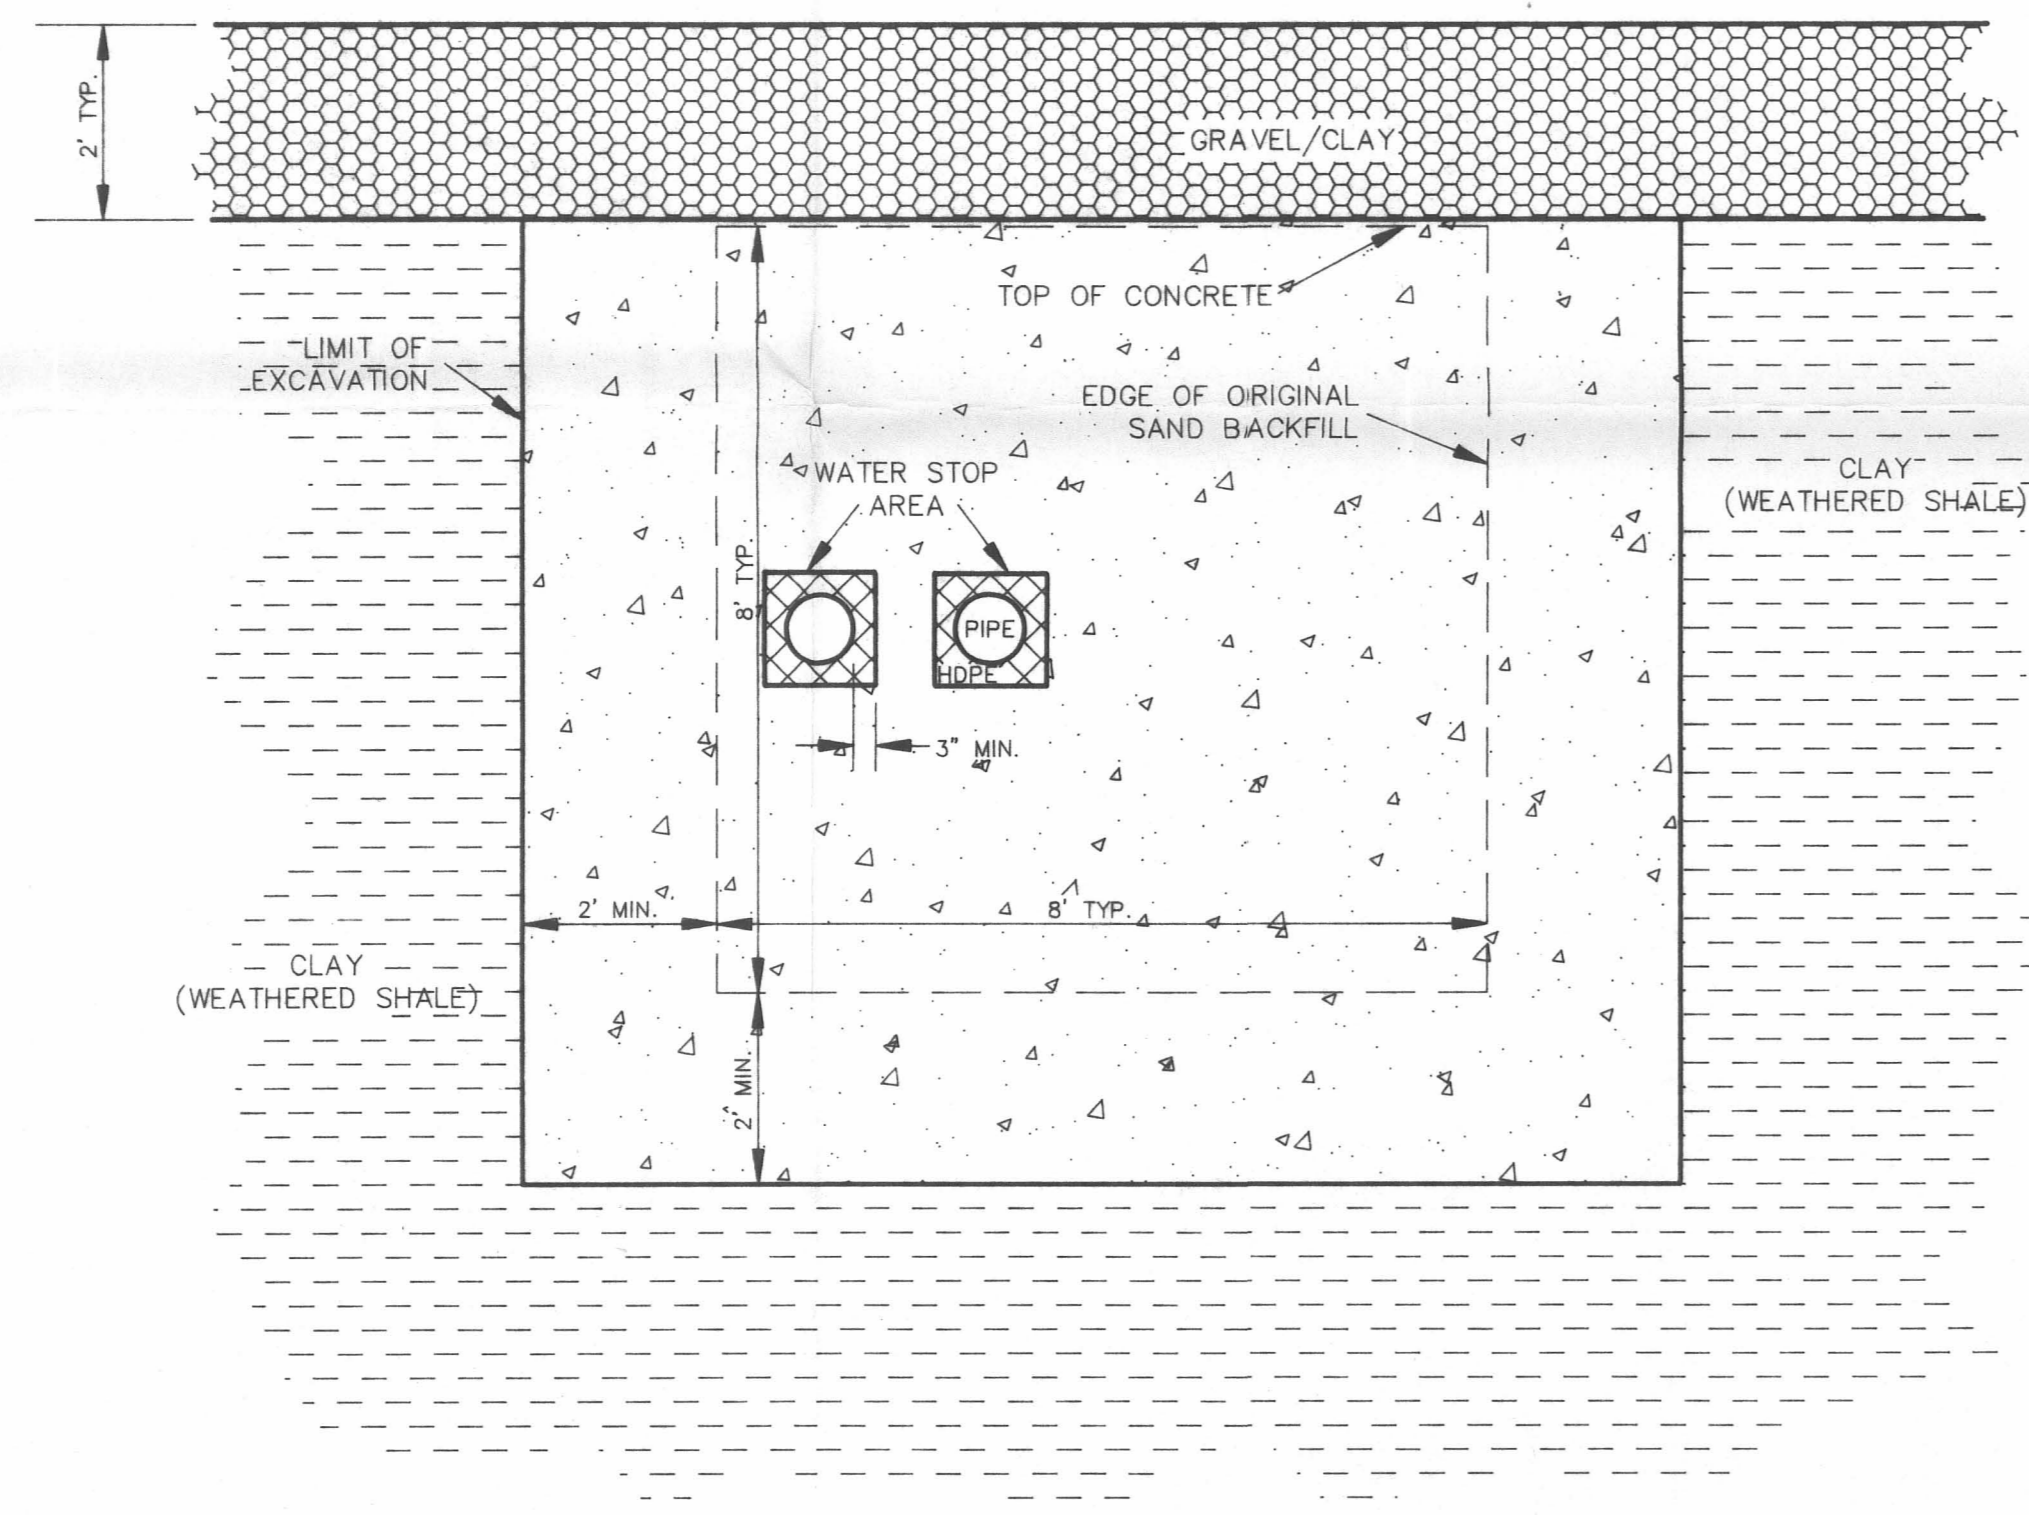 2' TYP.
GRAVEL/CLAY
TOP OF CONCRETE
LIMIT OF
EXCAVATION
EDGE OF ORIGINAL
SAND BACKFILL
WATER STOP
AREA
CLAY
(WEATHERED SHALE)
8' TYP.
PIPE
HDPE
3" MIN.
2' MIN.
8' TYP.
CLAY
(WEATHERED SHALE)
2' MIN.